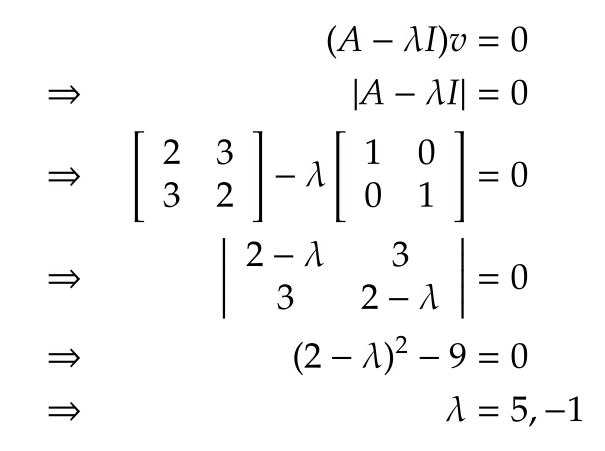 (A − λI)v = 0
⇒ |A − λI| = 0
⇒ [ 2 3 ; 3 2 ] − λ [ 1 0 ; 0 1 ] = 0
⇒ | 2 − λ 3 ; 3 2 − λ | = 0
⇒ (2 − λ)² − 9 = 0
⇒ λ = 5, −1